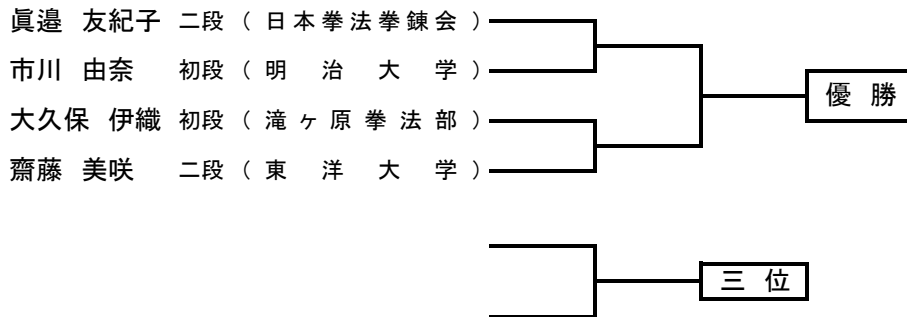 眞邉 友紀子 二段 ( 日本拳法拳錬会 )
市川 由奈 初段 ( 明治大学 )
大久保 伊織 初段 ( 滝ヶ原拳法部 )
齋藤 美咲 二段 ( 東洋大学 )
優 勝
三 位